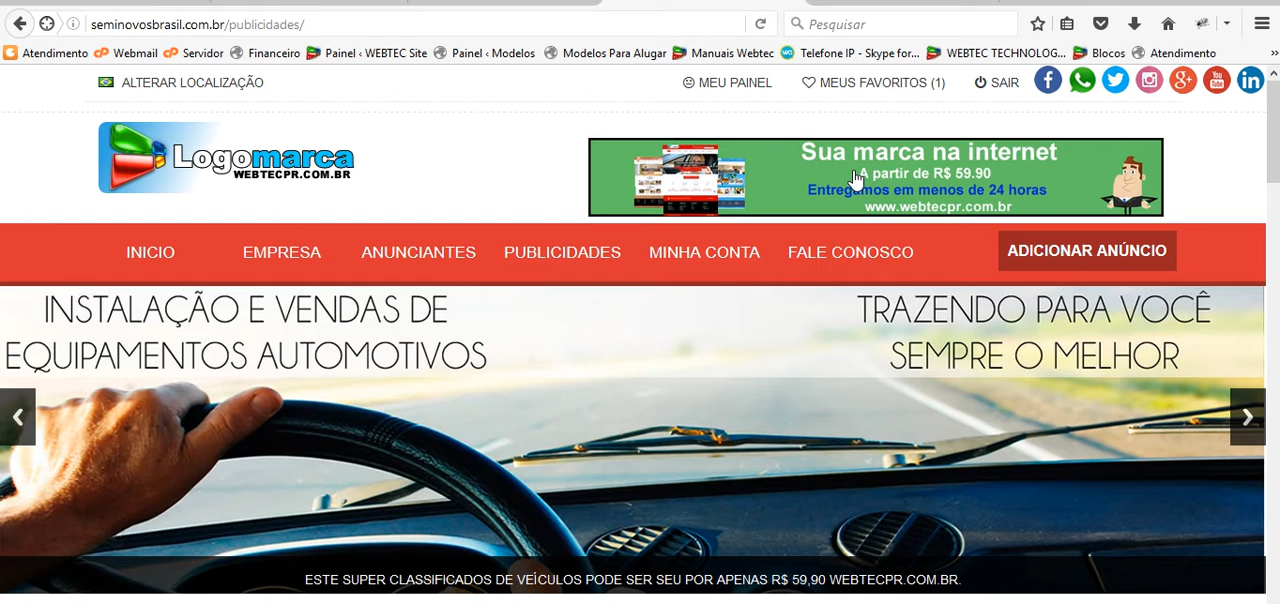 seminovosbrasil.com.br/publicidades/
Pesquisar
Atendimento
Webmail
Servidor
Financeiro
Painel ‹ WEBTEC Site
Painel ‹ Modelos
Modelos Para Alugar
Manuais Webtec
Telefone IP - Skype for...
WEBTEC TECHNOLOG...
Blocos
Atendimento
»
ALTERAR LOCALIZAÇÃO
MEU PAINEL
MEUS FAVORITOS (1)
SAIR
You Tube
Logomarca
WEBTECPR.COM.BR
Sua marca na internet
A partir de R$ 59.90
Entregamos em menos de 24 horas
www.webtecpr.com.br
INICIO
EMPRESA
ANUNCIANTES
PUBLICIDADES
MINHA CONTA
FALE CONOSCO
ADICIONAR ANÚNCIO
INSTALAÇÃO E VENDAS DE
EQUIPAMENTOS AUTOMOTIVOS
TRAZENDO PARA VOCÊ
SEMPRE O MELHOR
ESTE SUPER CLASSIFICADOS DE VEÍCULOS PODE SER SEU POR APENAS R$ 59,90 WEBTECPR.COM.BR.